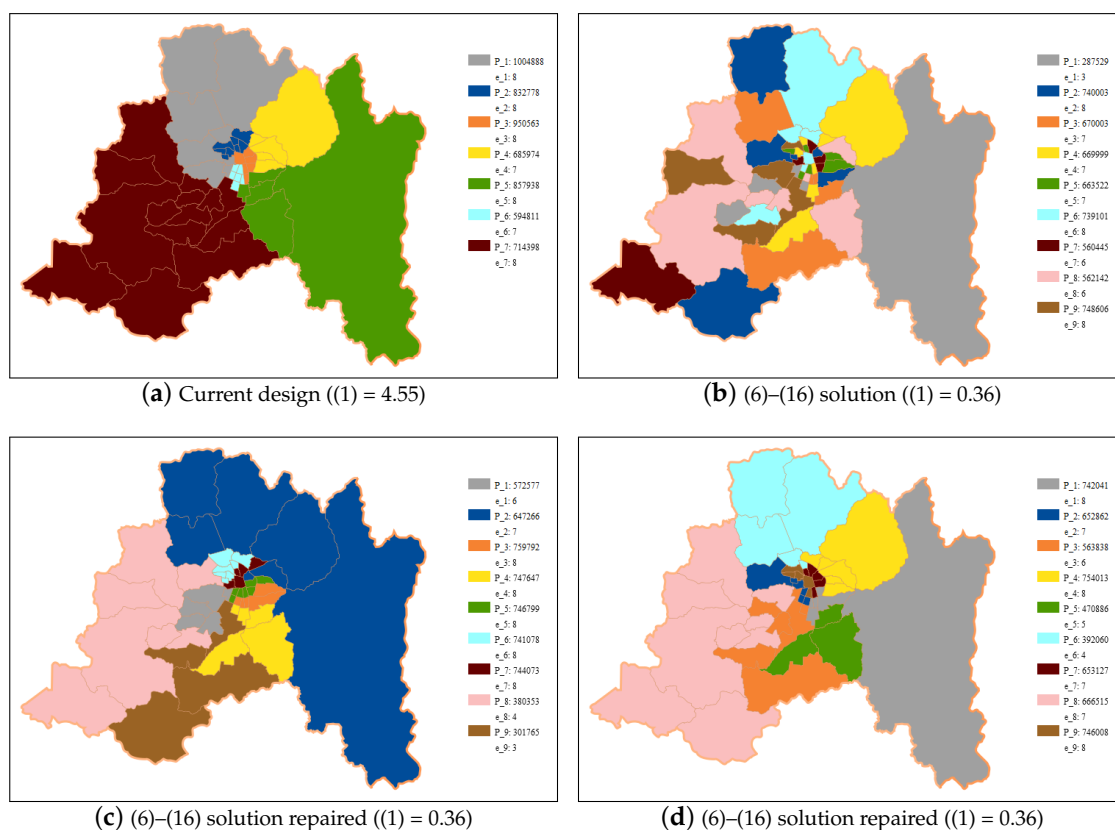 P_1: 1004888
e_1: 8
P_2: 832778
e_2: 8
P_3: 950563
e_3: 8
P_4: 685974
e_4: 7
P_5: 857938
e_5: 8
P_6: 594811
e_6: 7
P_7: 714398
e_7: 8
(a) Current design ((1) = 4.55)
P_1: 287529
e_1: 3
P_2: 740003
e_2: 8
P_3: 670003
e_3: 7
P_4: 669999
e_4: 7
P_5: 663522
e_5: 7
P_6: 739101
e_6: 8
P_7: 560445
e_7: 6
P_8: 562142
e_8: 6
P_9: 748606
e_9: 8
(b) (6)–(16) solution ((1) = 0.36)
P_1: 572577
e_1: 6
P_2: 647266
e_2: 7
P_3: 759792
e_3: 8
P_4: 747647
e_4: 8
P_5: 746799
e_5: 8
P_6: 741078
e_6: 8
P_7: 744073
e_7: 8
P_8: 380353
e_8: 4
P_9: 301765
e_9: 3
(c) (6)–(16) solution repaired ((1) = 0.36)
P_1: 742041
e_1: 8
P_2: 652862
e_2: 7
P_3: 563838
e_3: 6
P_4: 754013
e_4: 8
P_5: 470886
e_5: 5
P_6: 392060
e_6: 4
P_7: 653127
e_7: 7
P_8: 666515
e_8: 7
P_9: 746008
e_9: 8
(d) (6)–(16) solution repaired ((1) = 0.36)